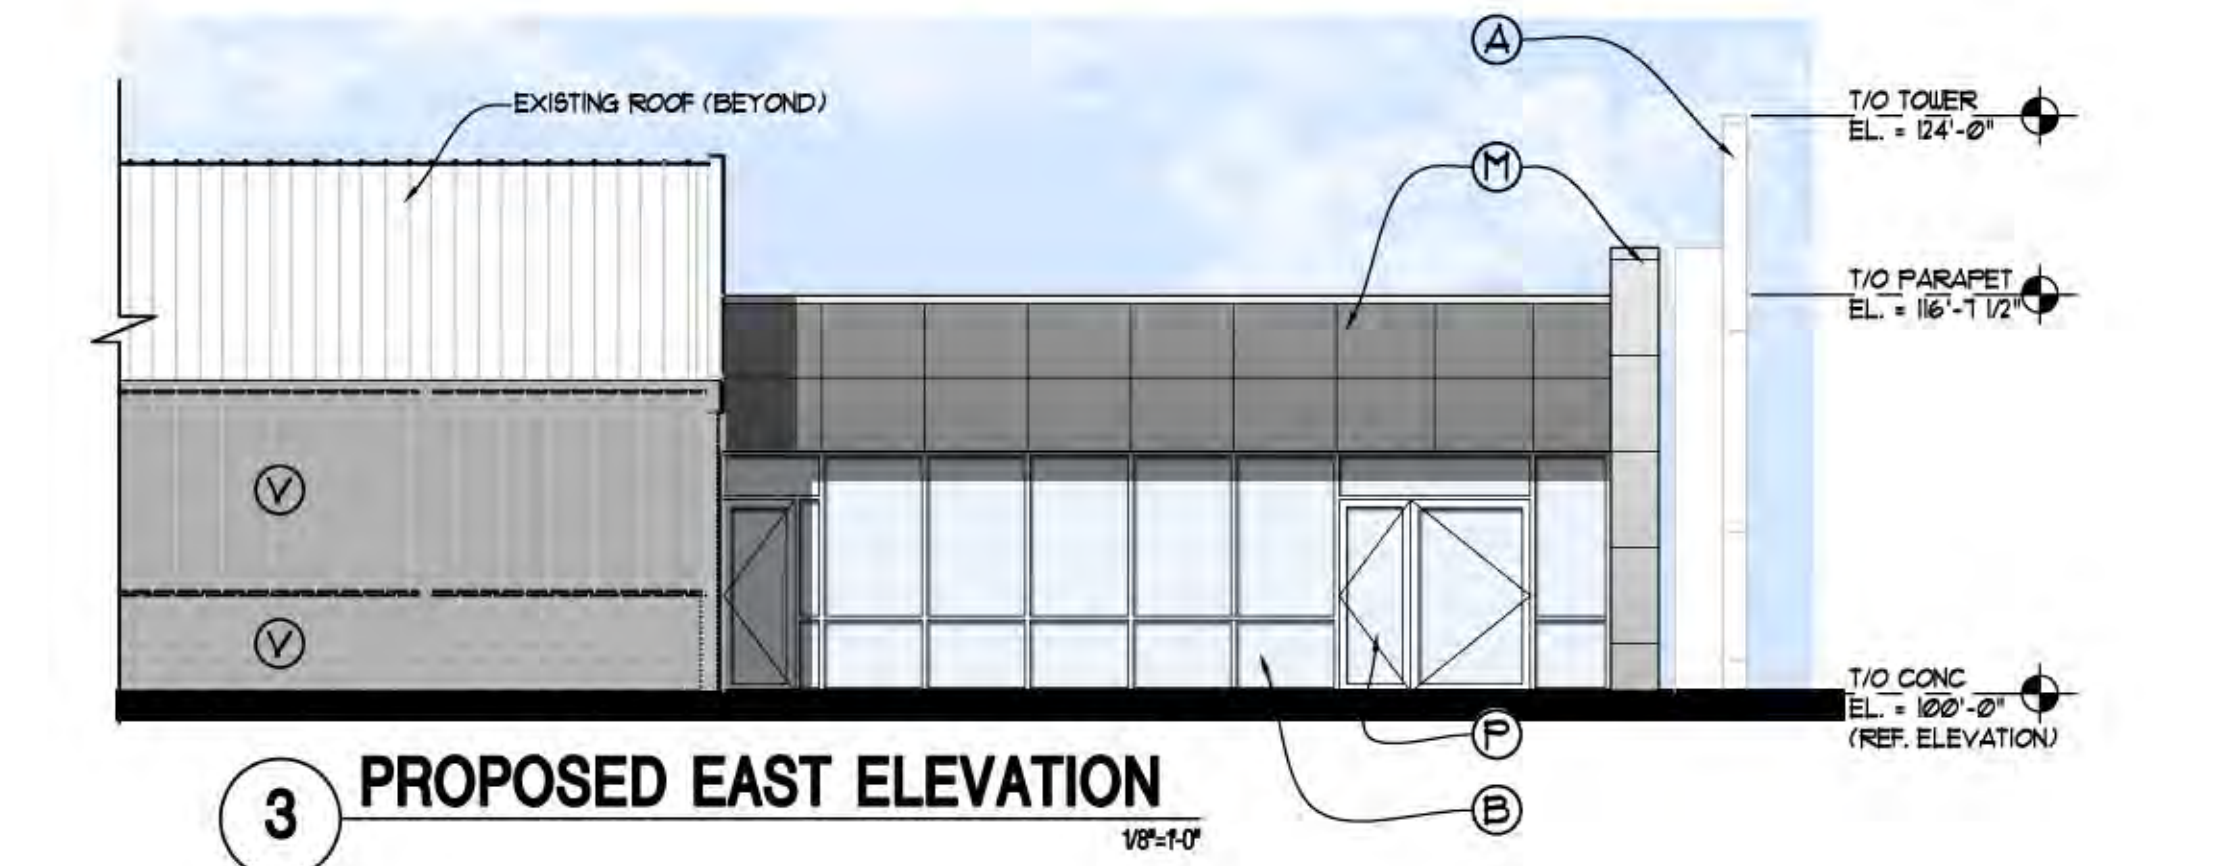 A
EXISTING ROOF (BEYOND)
T/O TOWER
EL. = 124'-0"
M
T/O PARAPET
EL. = 116'-7 1/2"
V
V
T/O CONC
EL. = 100'-0"
(REF. ELEVATION)
P
B
3
PROPOSED EAST ELEVATION
1/8"=1'-0"